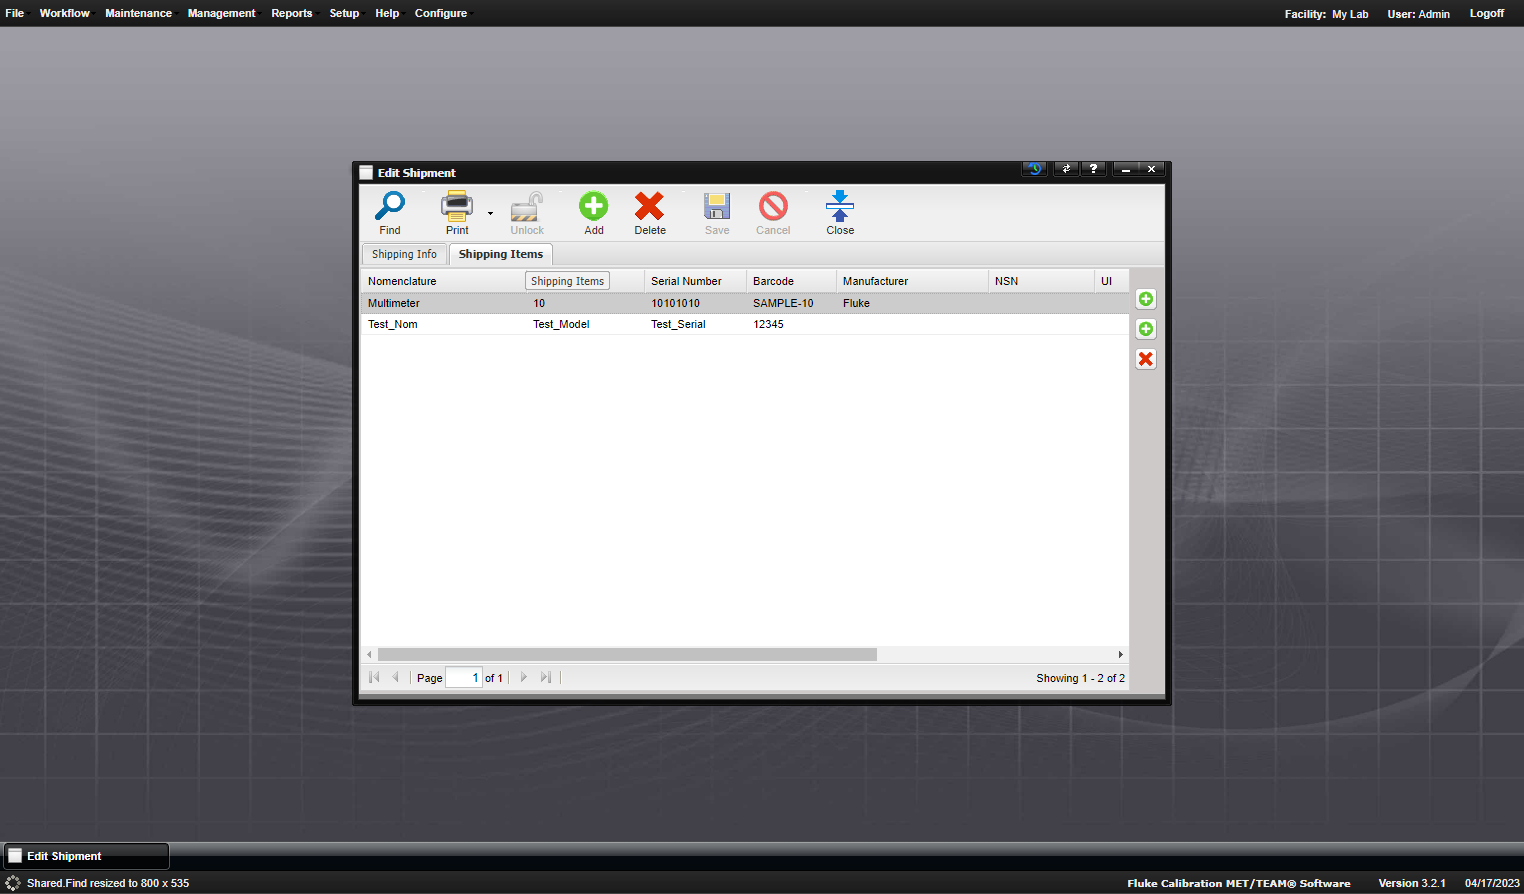 File Workflow Maintenance Management Reports Setup Help Configure Facility: My Lab User: Admin Logoff
Edit Shipment ?
Find Print Unlock Add Delete Save Cancel Close
Shipping Info Shipping Items
Nomenclature Shipping Items Serial Number Barcode Manufacturer NSN UI
Multimeter 10 10101010 SAMPLE-10 Fluke
Test_Nom Test_Model Test_Serial 12345
Page 1 of 1 Showing 1 - 2 of 2
Edit Shipment
Shared.Find resized to 800 x 535 Fluke Calibration MET/TEAM® Software Version 3.2.1 04/17/2023